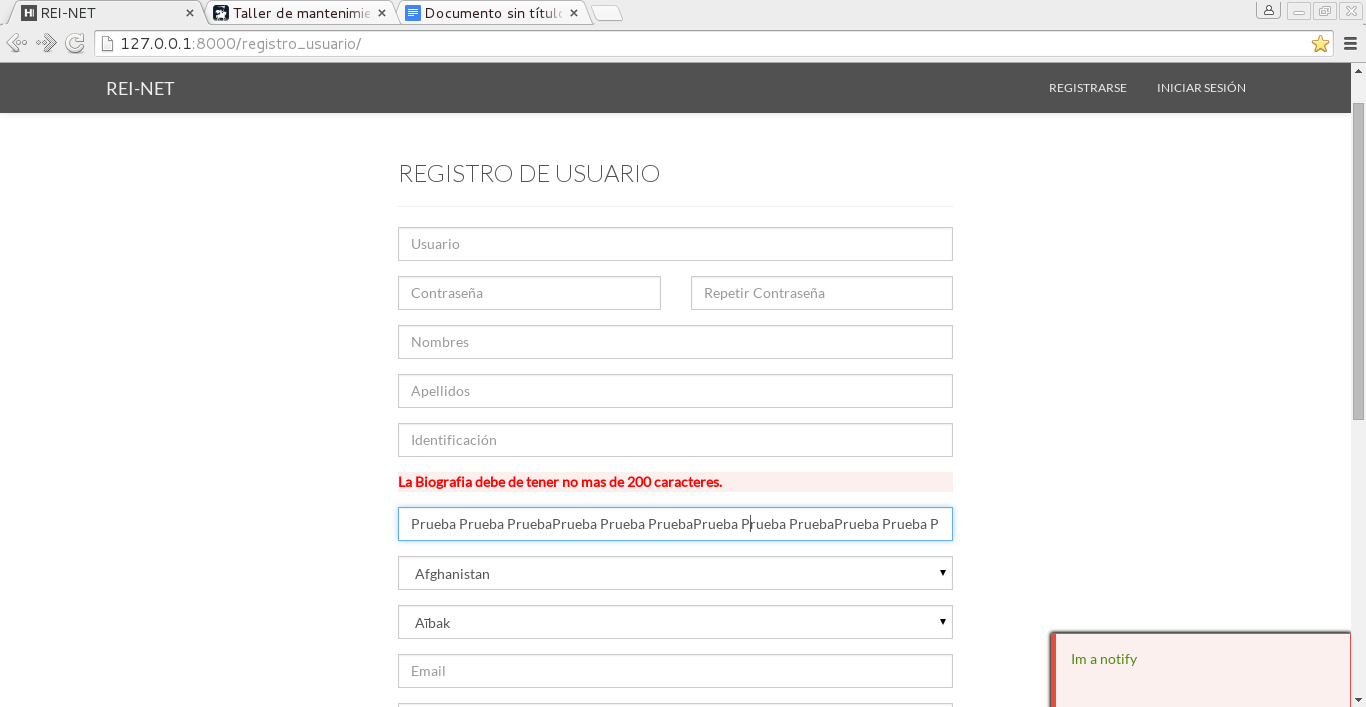 REI-NET
Taller de mantenimie
Documento sin títul
127.0.0.1:8000/registro_usuario/
REI-NET REGISTRARSE INICIAR SESIÓN
REGISTRO DE USUARIO
Usuario
Contraseña Repetir Contraseña
Nombres
Apellidos
Identificación
La Biografia debe de tener no mas de 200 caracteres.
Prueba Prueba PruebaPrueba Prueba PruebaPrueba Prueba PruebaPrueba Prueba P
Afghanistan
Aībak
Email
Im a notify